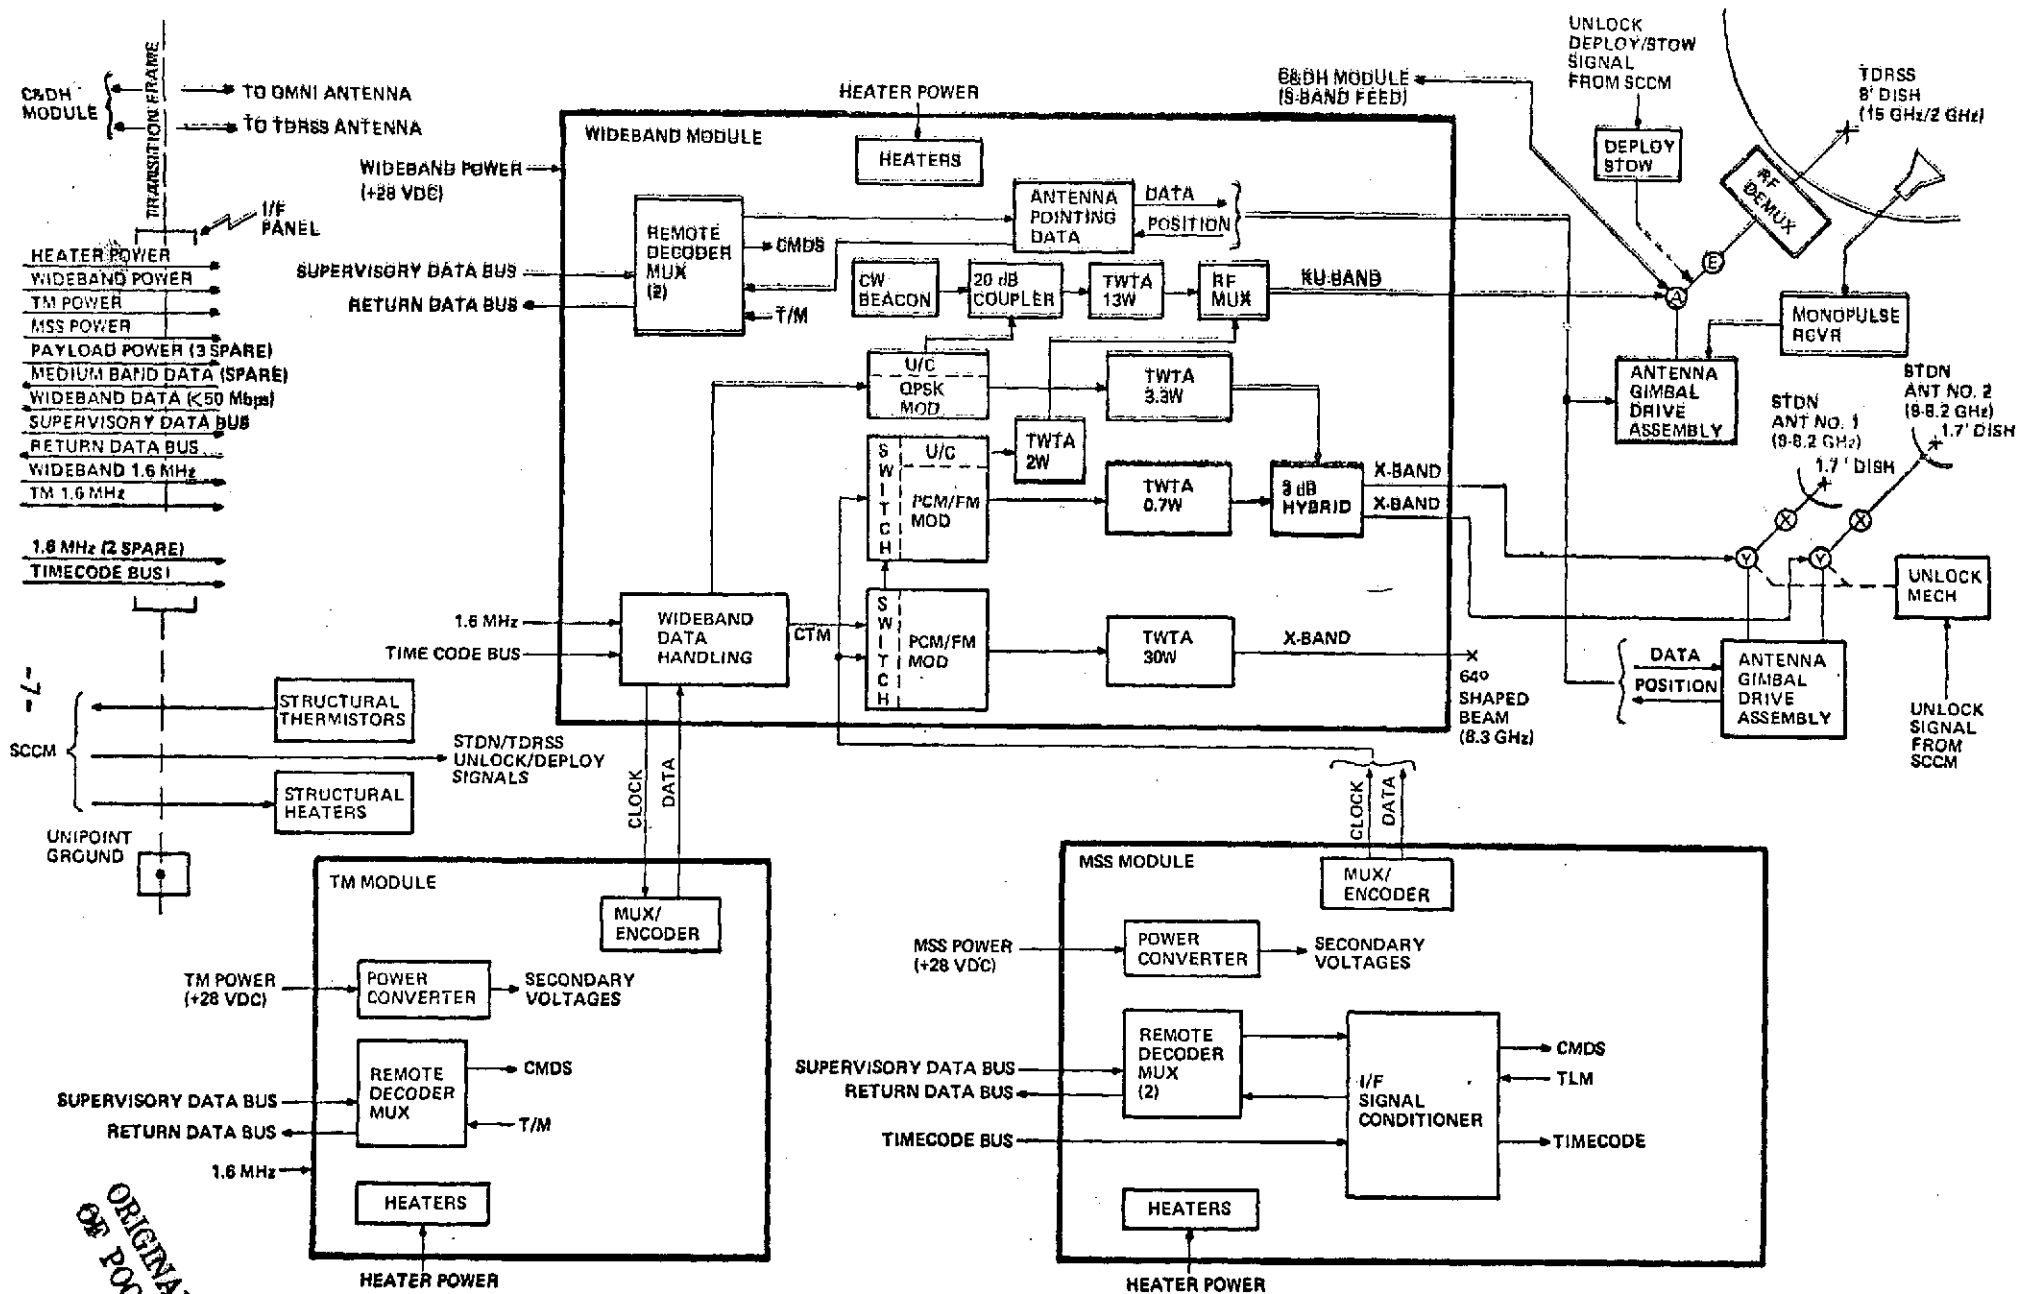 C&DH
MODULE
TRANSITION FRAME
TO OMNI ANTENNA
TO TDRSS ANTENNA
I/F
PANEL
HEATER POWER
WIDEBAND POWER
TM POWER
MSS POWER
PAYLOAD POWER (3 SPARE)
MEDIUM BAND DATA (SPARE)
WIDEBAND DATA (<50 Mbps)
SUPERVISORY DATA BUS
RETURN DATA BUS
WIDEBAND 1.6 MHz
TM 1.6 MHz
1.6 MHz (2 SPARE)
TIMECODE BUS
-7-
SCCM
STRUCTURAL
THERMISTORS
STDN/TDRSS
UNLOCK/DEPLOY
SIGNALS
STRUCTURAL
HEATERS
UNIPOINT
GROUND
HEATER POWER
WIDEBAND MODULE
HEATERS
WIDEBAND POWER
(+28 VDC)
REMOTE
DECODER
MUX
(2)
SUPERVISORY DATA BUS
RETURN DATA BUS
CMDS
T/M
ANTENNA
POINTING
DATA
DATA
POSITION
CW
BEACON
20 dB
COUPLER
TWTA
13W
RF
MUX
KU-BAND
U/C
QPSK
MOD
TWTA
3.3W
SWITCH
U/C
PCM/FM
MOD
TWTA
2W
TWTA
0.7W
3 dB
HYBRID
X-BAND
X-BAND
1.6 MHz
TIME CODE BUS
WIDEBAND
DATA
HANDLING
CTM
SWITCH
PCM/FM
MOD
TWTA
30W
X-BAND
64º
SHAPED
BEAM
(8.3 GHz)
CLOCK
DATA
CLOCK
DATA
C&DH MODULE
(S-BAND FEED)
UNLOCK
DEPLOY/STOW
SIGNAL
FROM SCCM
DEPLOY
STOW
TDRSS
8' DISH
(15 GHz/2 GHz)
RF
DEMUX
E
A
MONOPULSE
RCVR
ANTENNA
GIMBAL
DRIVE
ASSEMBLY
STDN
ANT NO. 1
(8-8.2 GHz)
1.7' DISH
STDN
ANT NO. 2
(8-8.2 GHz)
1.7' DISH
X
X
Y
Y
UNLOCK
MECH
DATA
POSITION
ANTENNA
GIMBAL
DRIVE
ASSEMBLY
UNLOCK
SIGNAL
FROM
SCCM
TM MODULE
MUX/
ENCODER
TM POWER
(+28 VDC)
POWER
CONVERTER
SECONDARY
VOLTAGES
REMOTE
DECODER
MUX
CMDS
T/M
SUPERVISORY DATA BUS
RETURN DATA BUS
1.6 MHz
HEATERS
HEATER POWER
MSS MODULE
MUX/
ENCODER
MSS POWER
(+28 VDC)
POWER
CONVERTER
SECONDARY
VOLTAGES
REMOTE
DECODER
MUX
(2)
SUPERVISORY DATA BUS
RETURN DATA BUS
TIMECODE BUS
I/F
SIGNAL
CONDITIONER
CMDS
TLM
TIMECODE
HEATERS
HEATER POWER
OF